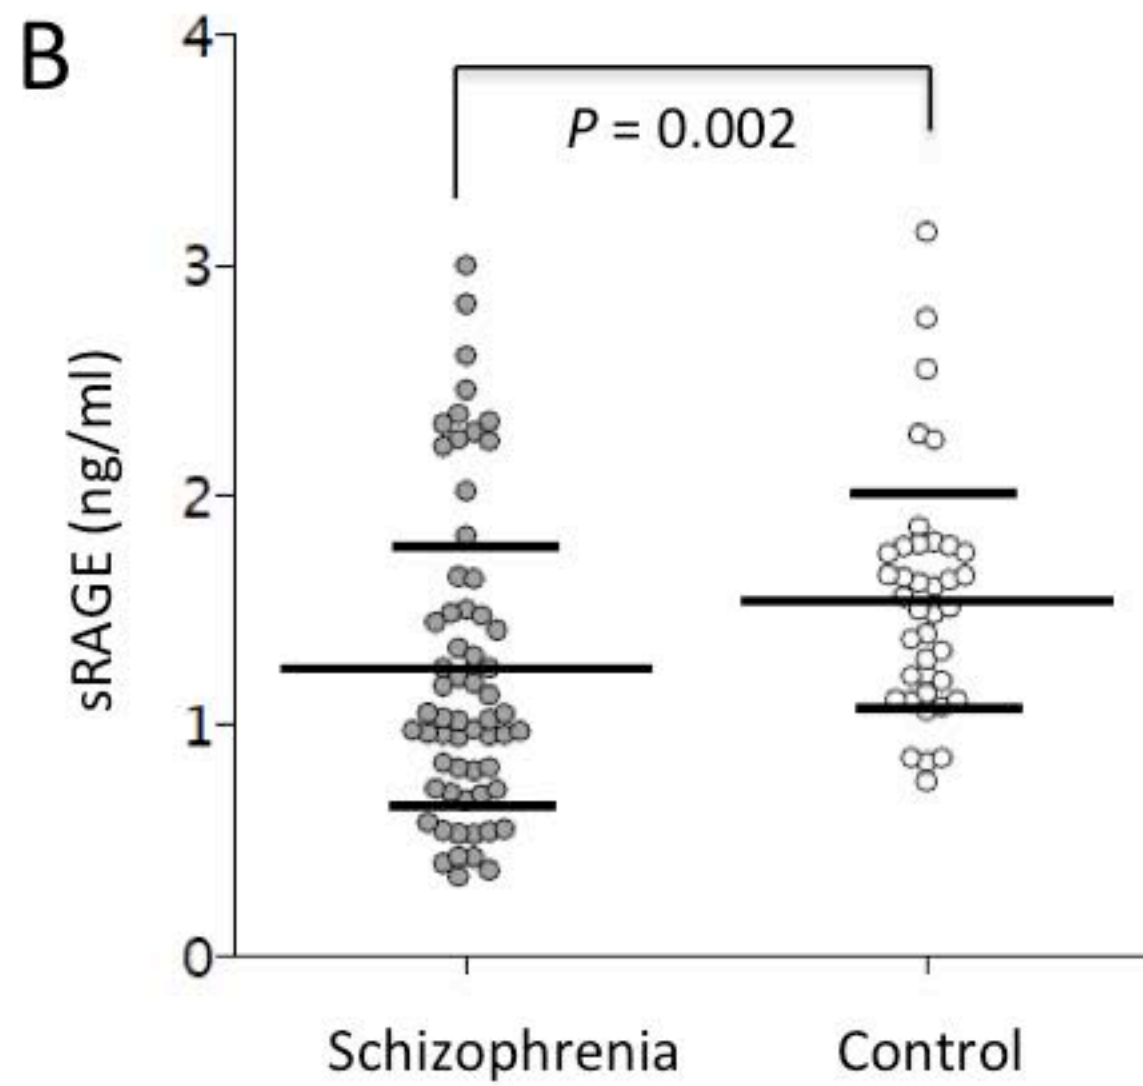 B
4
3
2
1
0
sRAGE (ng/ml)
P = 0.002
Schizophrenia
Control